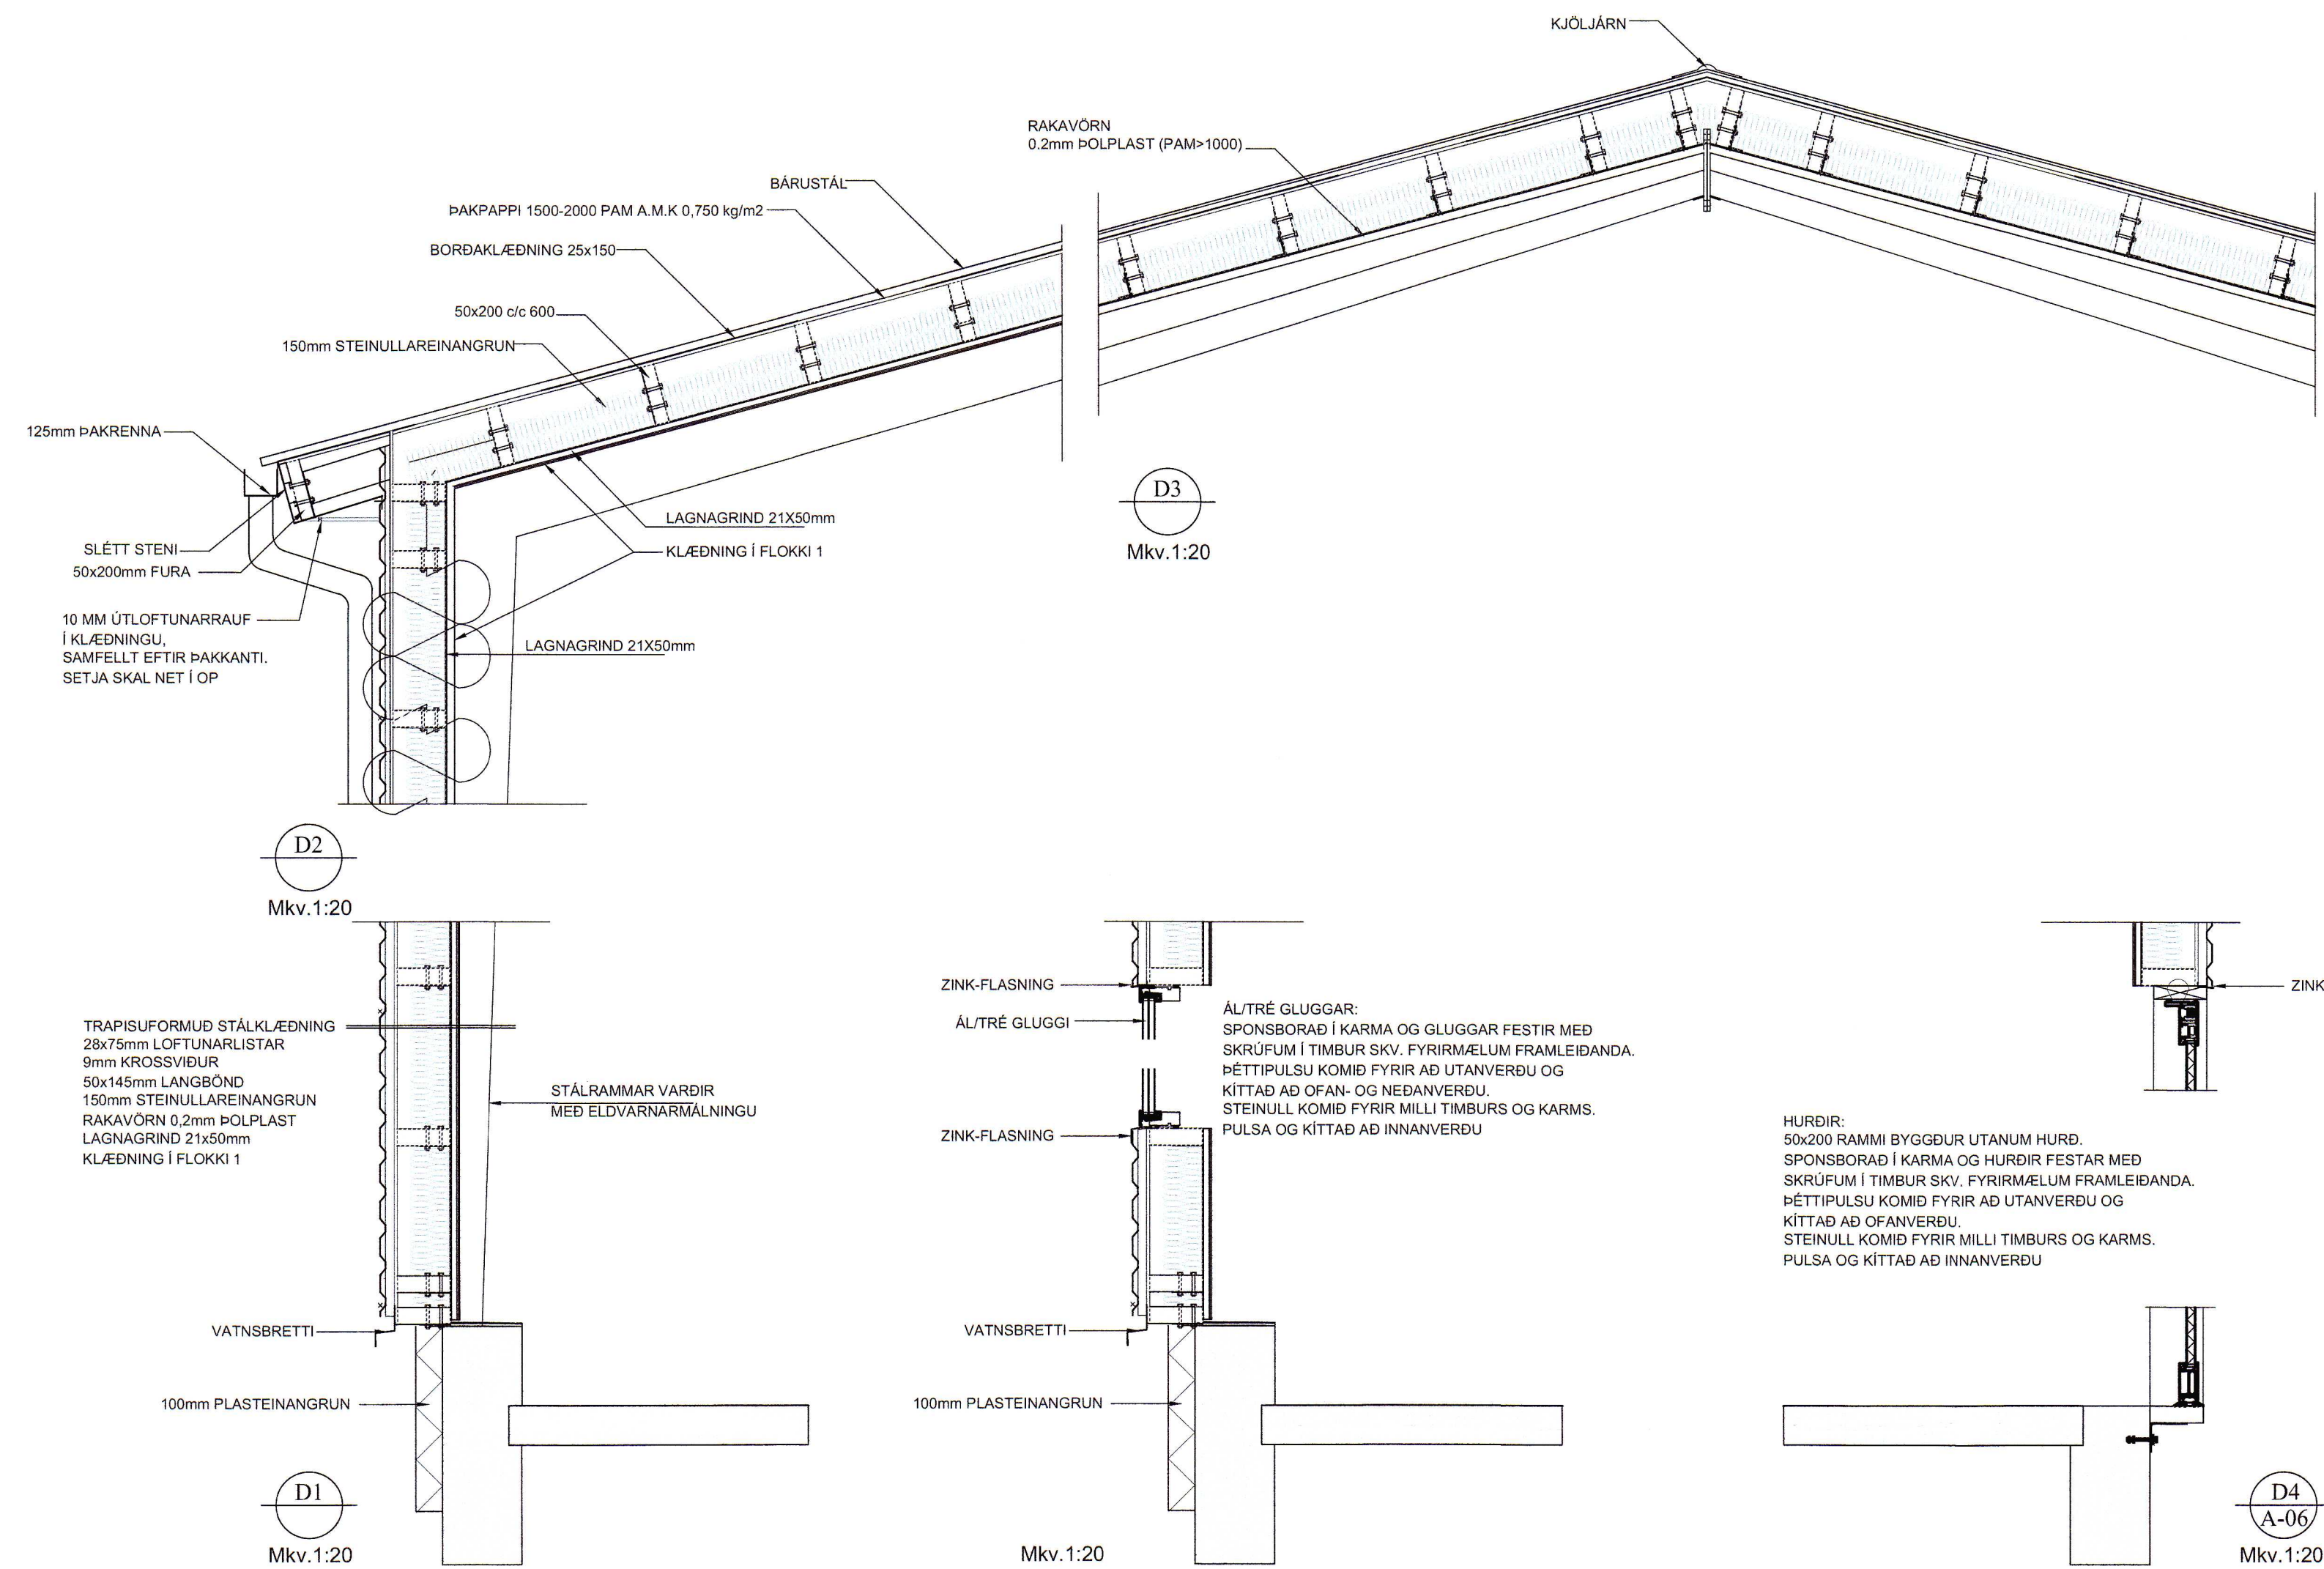 KJÖLJÁRN
RAKAVÖRN
0.2mm ÞOLPLAST (PAM>1000)
BÁRUSTÁL
ÞAKPAPPI 1500-2000 PAM A.M.K 0,750 kg/m2
BORÐAKLÆÐNING 25x150
50x200 c/c 600
150mm STEINULLAREINANGRUN
125mm ÞAKRENNA
SLÉTT STENI
50x200mm FURA
10 MM ÚTLOFTUNARRAUF
Í KLÆÐNINGU,
SAMFELLT EFTIR ÞAKKANTI.
SETJA SKAL NET Í OP
LAGNAGRIND 21X50mm
KLÆÐNING Í FLOKKI 1
LAGNAGRIND 21X50mm
D3
Mkv.1:20
D2
Mkv.1:20
TRAPISUFORMUÐ STÁLKLÆÐNING
28x75mm LOFTUNARLISTAR
9mm KROSSVIÐUR
50x145mm LANGBÖND
150mm STEINULLAREINANGRUN
RAKAVÖRN 0,2mm ÞOLPLAST
LAGNAGRIND 21x50mm
KLÆÐNING Í FLOKKI 1
STÁLRAMMAR VARÐIR
MEÐ ELDVARNARMÁLNINGU
VATNSBRETTI
100mm PLASTEINANGRUN
D1
Mkv.1:20
ZINK-FLASNING
ÁL/TRÉ GLUGGI
ZINK-FLASNING
ÁL/TRÉ GLUGGAR:
SPONSBORAÐ Í KARMA OG GLUGGAR FESTIR MEÐ
SKRÚFUM Í TIMBUR SKV. FYRIRMÆLUM FRAMLEIÐANDA.
ÞÉTTIPULSU KOMIÐ FYRIR AÐ UTANVERÐU OG
KÍTTAÐ AÐ OFAN- OG NEÐANVERÐU.
STEINULL KOMIÐ FYRIR MILLI TIMBURS OG KARMS.
PULSA OG KÍTTAÐ AÐ INNANVERÐU
VATNSBRETTI
100mm PLASTEINANGRUN
Mkv.1:20
ZINK
HURÐIR:
50x200 RAMMI BYGGÐUR UTANUM HURÐ.
SPONSBORAÐ Í KARMA OG HURÐIR FESTAR MEÐ
SKRÚFUM Í TIMBUR SKV. FYRIRMÆLUM FRAMLEIÐANDA.
ÞÉTTIPULSU KOMIÐ FYRIR AÐ UTANVERÐU OG
KÍTTAÐ AÐ OFANVERÐU.
STEINULL KOMIÐ FYRIR MILLI TIMBURS OG KARMS.
PULSA OG KÍTTAÐ AÐ INNANVERÐU
D4
A-06
Mkv.1:20